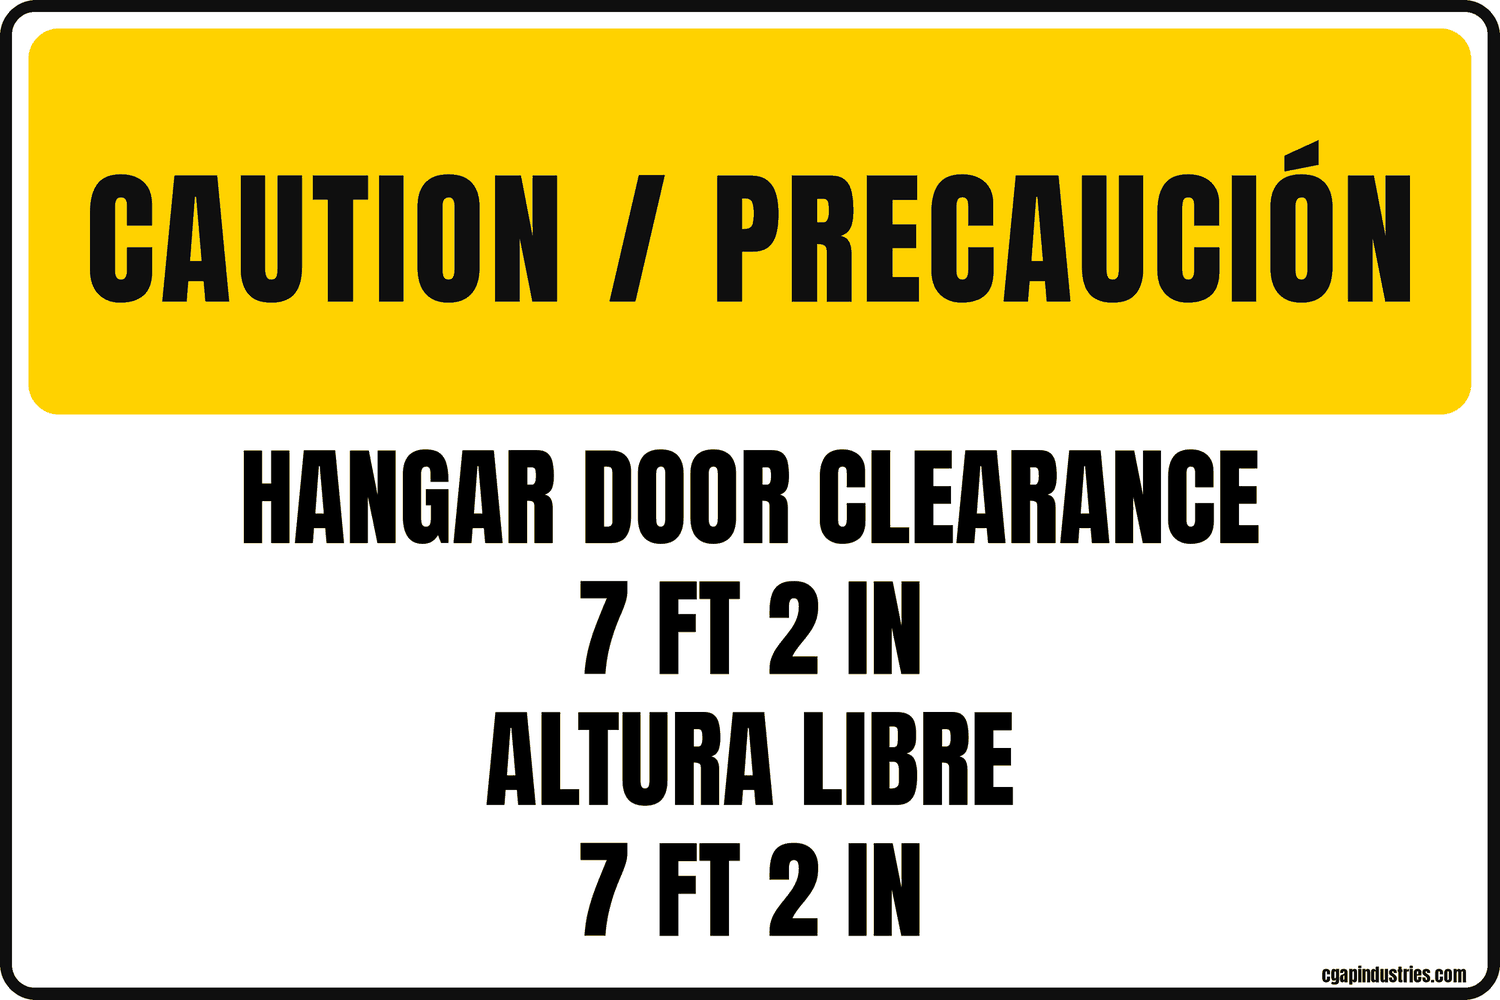 CAUTION / PRECAUCIÓN
HANGAR DOOR CLEARANCE
7 FT 2 IN
ALTURA LIBRE
7 FT 2 IN
cgapindustries.com